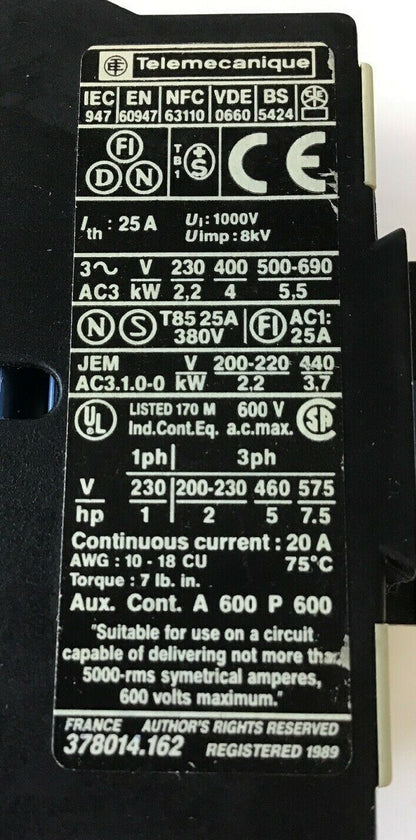 Telemecanique
IEC EN NFC VDE BS
947 60947 63110 0660 5424
FI
D N
TB1 +S
CE
Ith : 25 A Ui : 1000V
Uimp : 8kV
3~ V 230 400 500-690
AC3 kW 2,2 4 5,5
N S T85 25A FI AC1:
380V 25A
JEM V 200-220 440
AC3.1.0-0 kW 2.2 3,7
UL LISTED 170 M 600 V SA
Ind.Cont.Eq. a.c.max.
1ph 3ph
V 230 200-230 460 575
hp 1 2 5 7.5
Continuous current : 20 A
AWG : 10 - 18 CU 75°C
Torque : 7 lb. in.
Aux. Cont. A 600 P 600
"Suitable for use on a circuit
capable of delivering not more than
5000-rms symetrical amperes,
600 volts maximum."
FRANCE AUTHOR'S RIGHTS RESERVED
378014.162 REGISTERED 1989